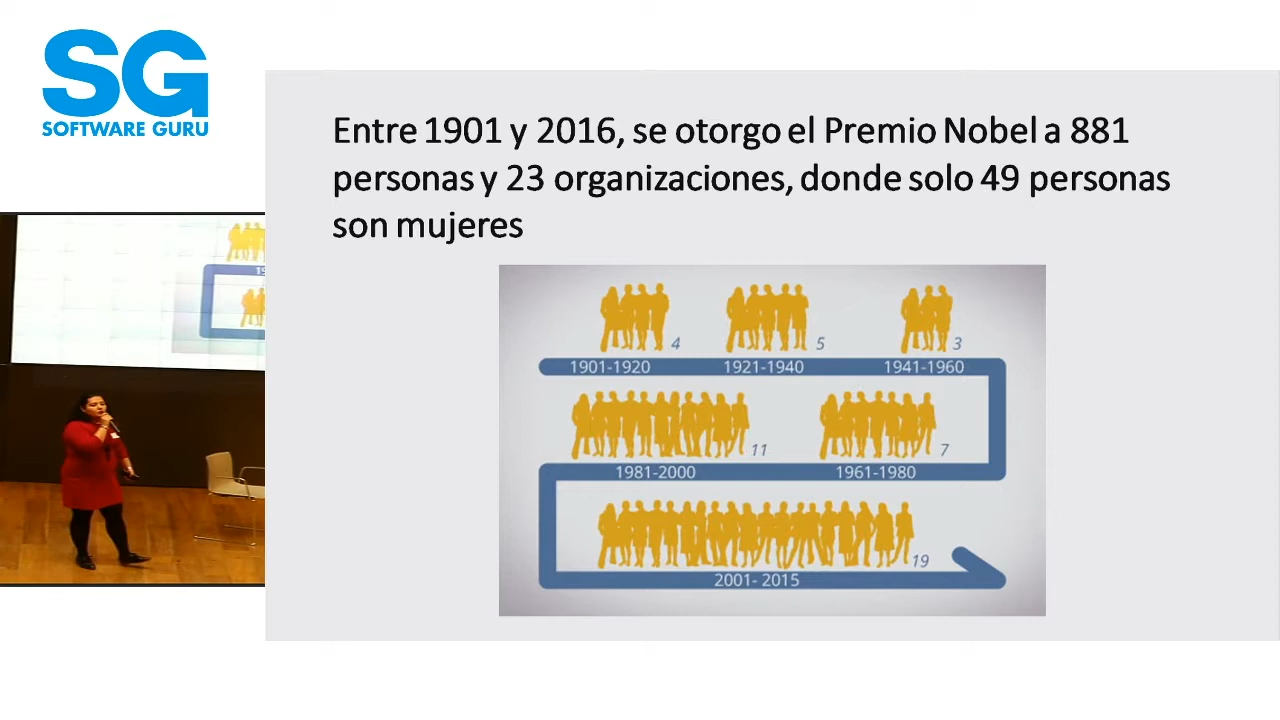 SG
SOFTWARE GURU
Entre 1901 y 2016, se otorgo el Premio Nobel a 881
personas y 23 organizaciones, donde solo 49 personas
son mujeres
4
5
3
1901-1920
1921-1940
1941-1960
11
7
1981-2000
1961-1980
19
2001- 2015